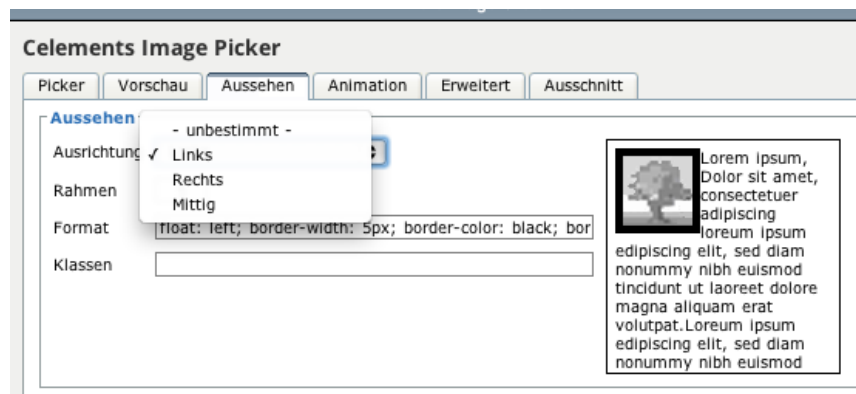 Celements Image Picker
Picker Vorschau Aussehen Animation Erweitert Ausschnitt
Aussehen
- unbestimmt -
Ausrichtung ✓ Links
Rechts
Rahmen
Mittig
Format float: left; border-width: 5px; border-color: black; bor
Klassen
Lorem ipsum,
Dolor sit amet,
consectetuer
adipiscing
loreum ipsum
edipiscing elit, sed diam
nonummy nibh euismod
tincidunt ut laoreet dolore
magna aliquam erat
volutpat.Loreum ipsum
edipiscing elit, sed diam
nonummy nibh euismod